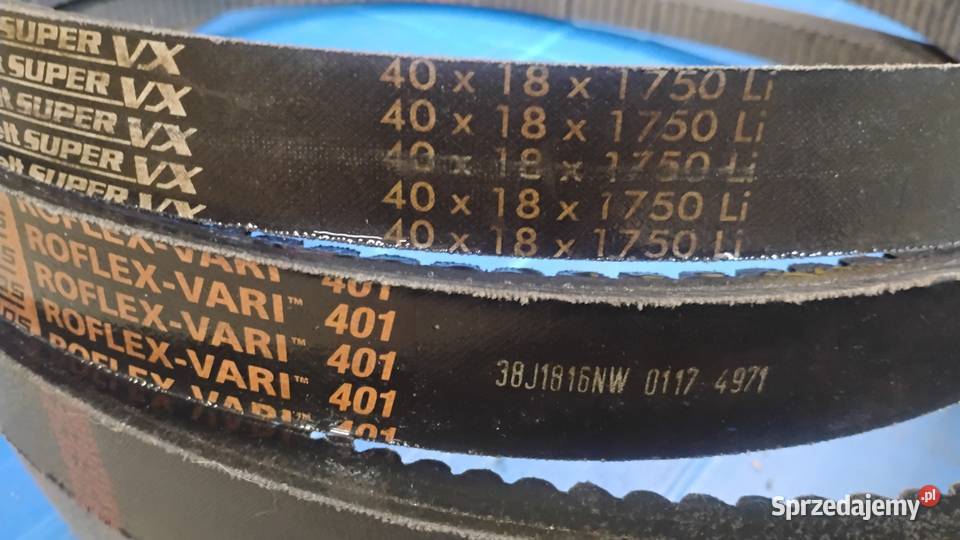 SUPER VX 40 x 18 x 1750 Li
SUPER VX 40 x 18 x 1750 Li
SUPER VX 40 x 18 x 1750 Li
SUPER VX 40 x 18 x 1750 Li
SUPER VX 40 x 18 x 1750 Li
ROFLEX-VARI 401
ROFLEX-VARI™ 401
ROFLEX-VARI™ 401
ROFLEX-VARI™ 401
ROFLEX-VARI™ 401
38J1816NW 0117 4971
Sprzedajemy.pl